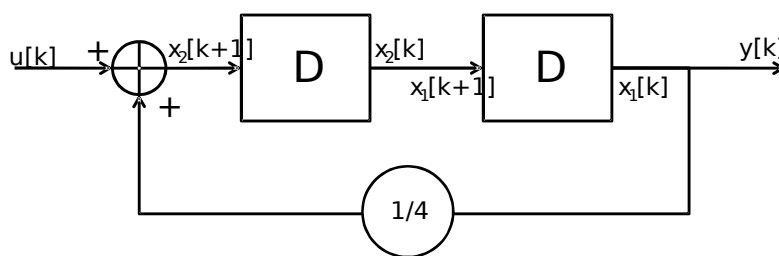 u[k] + x₂[k+1] D x₂[k] x₁[k+1] D x₁[k] y[k]
+
1/4